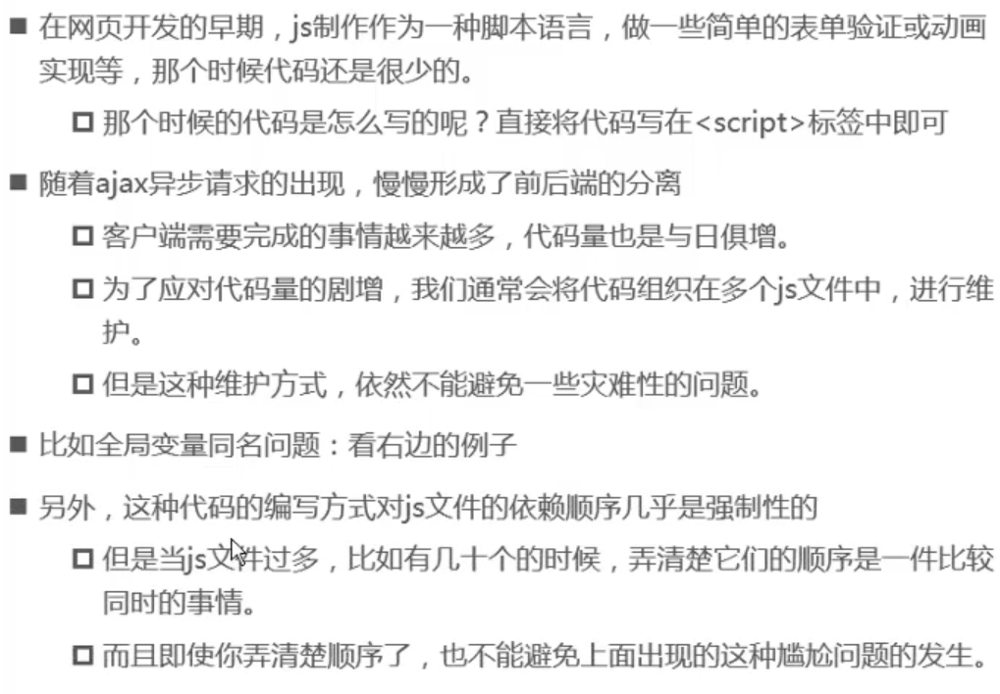 ■ 在网页开发的早期，js制作作为一种脚本语言，做一些简单的表单验证或动画
实现等，那个时候代码还是很少的。
□ 那个时候的代码是怎么写的呢？直接将代码写在<script>标签中即可
■ 随着ajax异步请求的出现，慢慢形成了前后端的分离
□ 客户端需要完成的事情越来越多，代码量也是与日俱增。
□ 为了应对代码量的剧增，我们通常会将代码组织在多个js文件中，进行维
护。
□ 但是这种维护方式，依然不能避免一些灾难性的问题。
■ 比如全局变量同名问题：看右边的例子
■ 另外，这种代码的编写方式对js文件的依赖顺序几乎是强制性的
□ 但是当js文件过多，比如有几十个的时候，弄清楚它们的顺序是一件比较
同时的事情。
□ 而且即使你弄清楚顺序了，也不能避免上面出现的这种尴尬问题的发生。